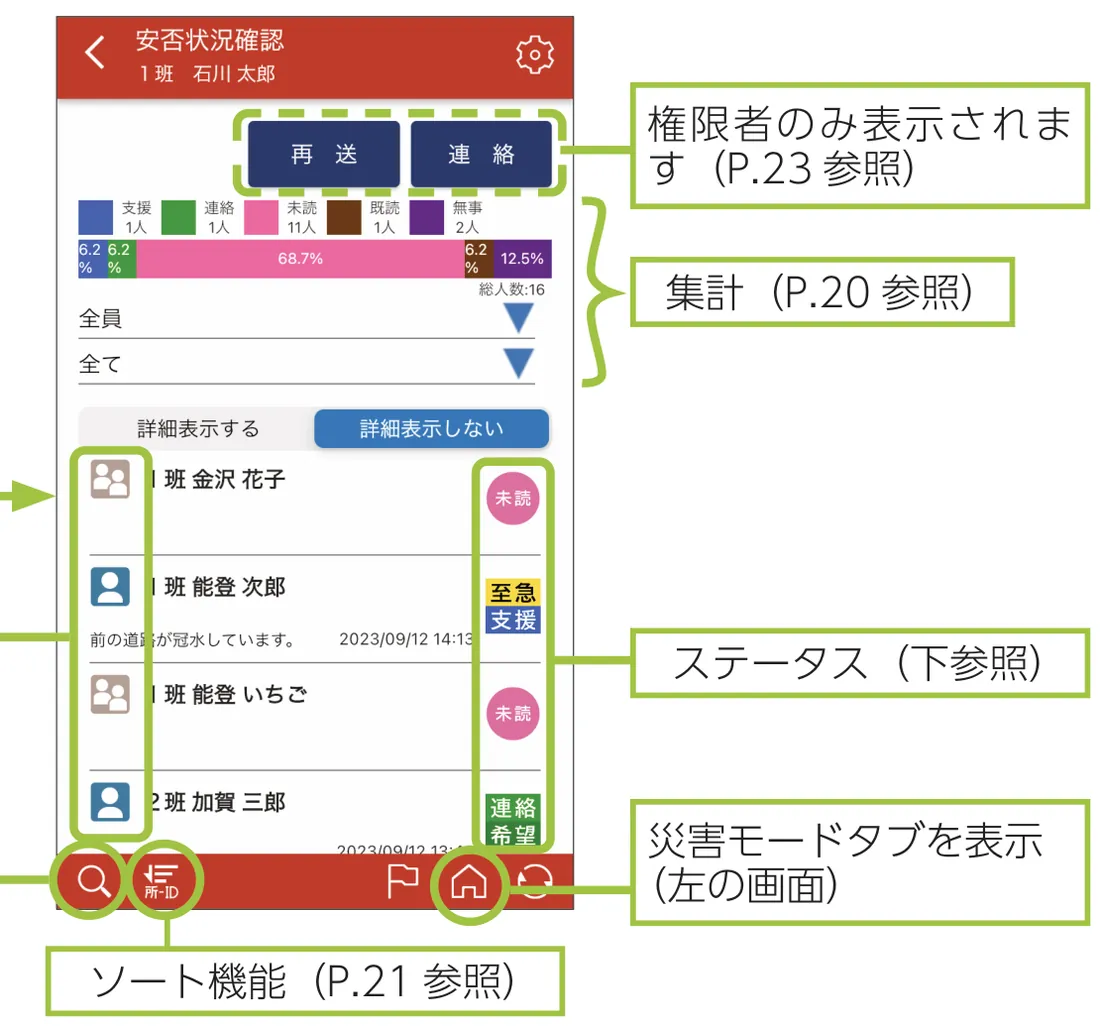 安否状況確認
1班 石川 太郎
再 送
連 絡
権限者のみ表示されま
す（P.23 参照）
支援
1人
連絡
1人
未読
11人
既読
1人
無事
2人
6.2
%
6.2
%
68.7%
6.2
%
12.5%
総人数:16
集計（P.20 参照）
全員
全て
詳細表示する
詳細表示しない
1 班 金沢 花子
未読
1 班 能登 次郎
至急
支援
前の道路が冠水しています。 2023/09/12 14:13
ステータス（下参照）
1 班 能登 いちご
未読
2 班 加賀 三郎
連絡
希望
災害モードタブを表示
（左の画面）
所-ID
ソート機能（P.21 参照）